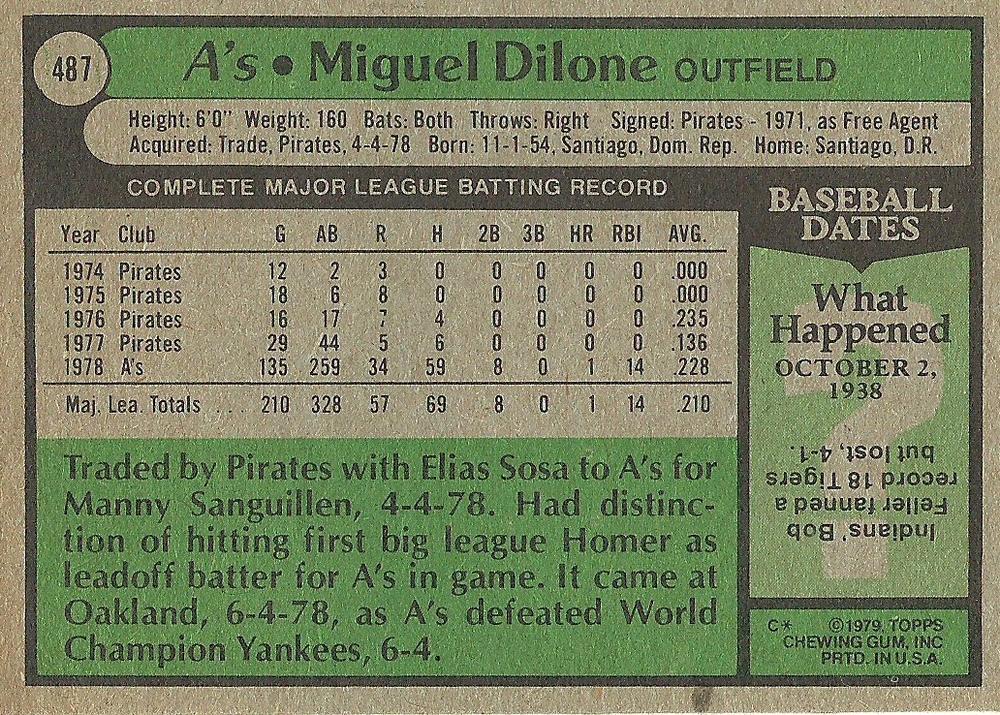 487
A's • Miguel Dilone OUTFIELD
Height: 6'0" Weight: 160 Bats: Both Throws: Right Signed: Pirates - 1971, as Free Agent
Acquired: Trade, Pirates, 4-4-78 Born: 11-1-54, Santiago, Dom. Rep. Home: Santiago, D.R.
COMPLETE MAJOR LEAGUE BATTING RECORD
Year Club G AB R H 2B 3B HR RBI AVG.
1974 Pirates 12 2 3 0 0 0 0 0 .000
1975 Pirates 18 6 8 0 0 0 0 0 .000
1976 Pirates 16 17 7 4 0 0 0 0 .235
1977 Pirates 29 44 5 6 0 0 0 0 .136
1978 A's 135 259 34 59 8 0 1 14 .228
Maj. Lea. Totals ... 210 328 57 69 8 0 1 14 .210
Traded by Pirates with Elias Sosa to A's for
Manny Sanguillen, 4-4-78. Had distinc-
tion of hitting first big league Homer as
leadoff batter for A's in game. It came at
Oakland, 6-4-78, as A's defeated World
Champion Yankees, 6-4.
BASEBALL
DATES
What
Happened
OCTOBER 2,
1938
Indians' Bob
Feller fanned a
record 18 Tigers
but lost, 4-1.
C* ©1979, TOPPS
CHEWING GUM, INC
PRTD. IN U.S.A.